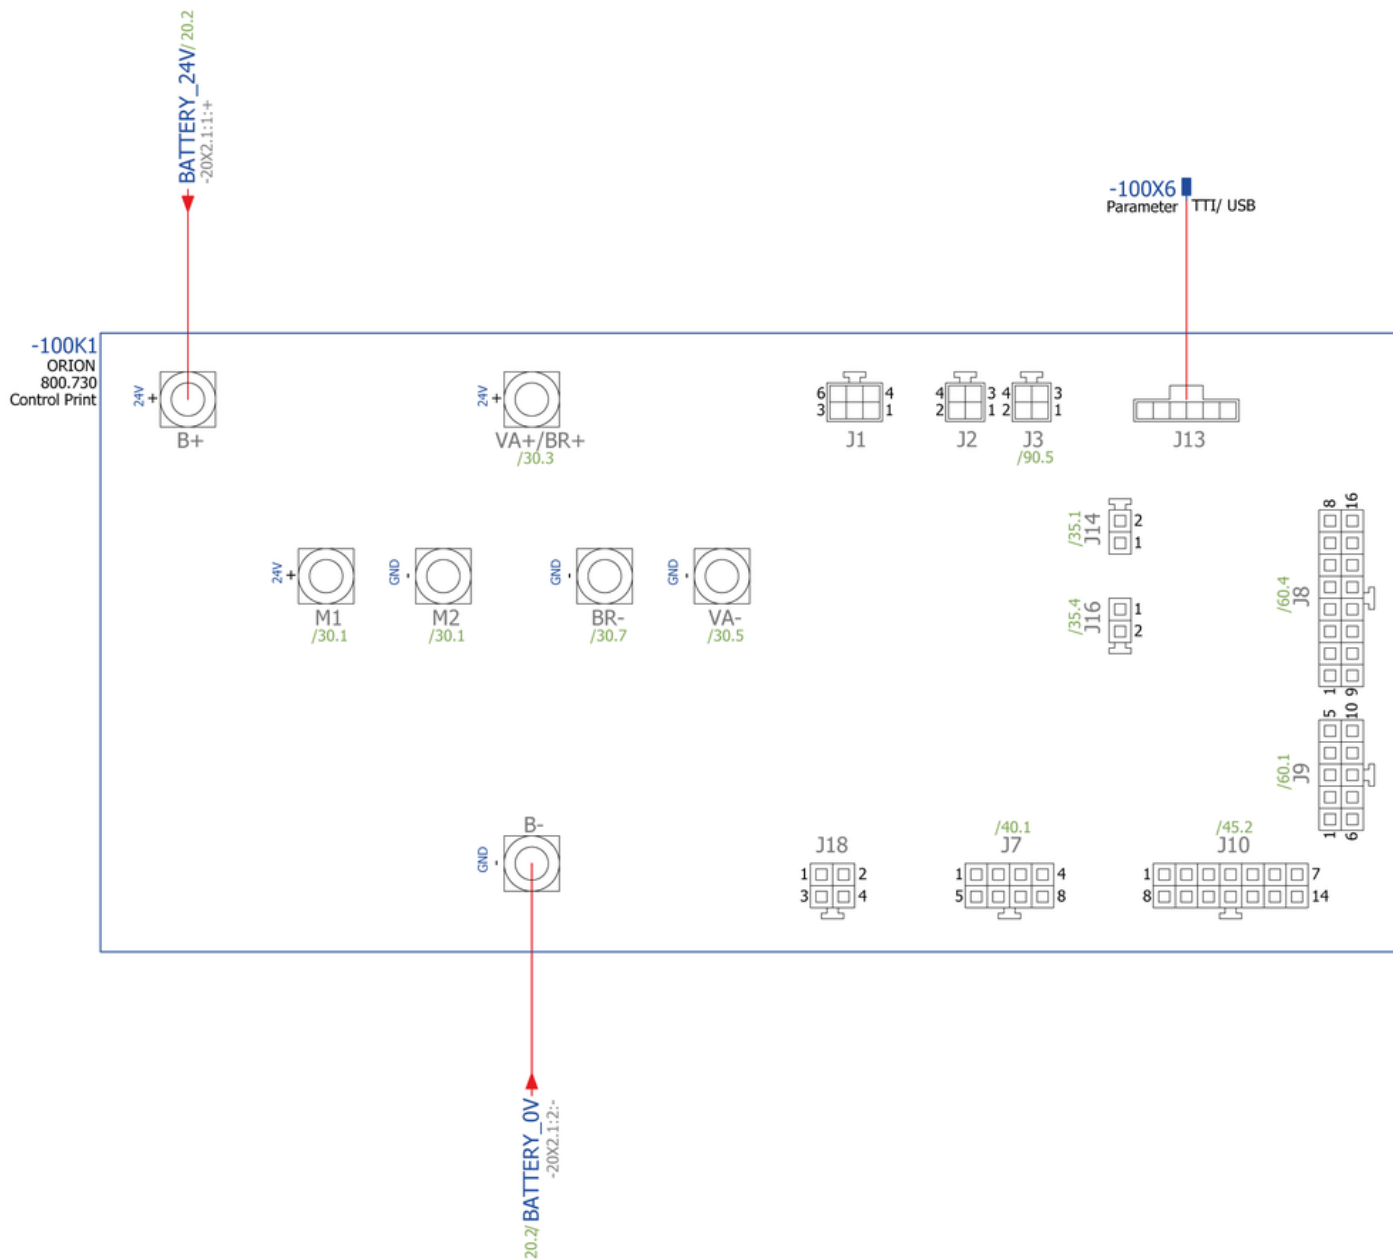 BATTERY_24V/ 20.2
-20X2.1:1:+
-100X6
Parameter
TTI/ USB
-100K1
ORION
800.730
Control Print
24V
+
B+
24V
+
VA+/BR+
/30.3
6
4
3
1
J1
4
3
2
1
J2
4
3
2
1
J3
/90.5
J13
24V
+
M1
/30.1
GND
-
M2
/30.1
GND
-
BR-
/30.7
GND
-
VA-
/30.5
/35.1
J14
2
1
/35.4
J16
1
2
8
16
/60.4
J8
1
9
5
10
/60.1
J9
1
6
B-
GND
-
J18
1
2
3
4
/40.1
J7
1
4
5
8
/45.2
J10
1
7
8
14
20.2/ BATTERY_0V
-20X2.1:2:-